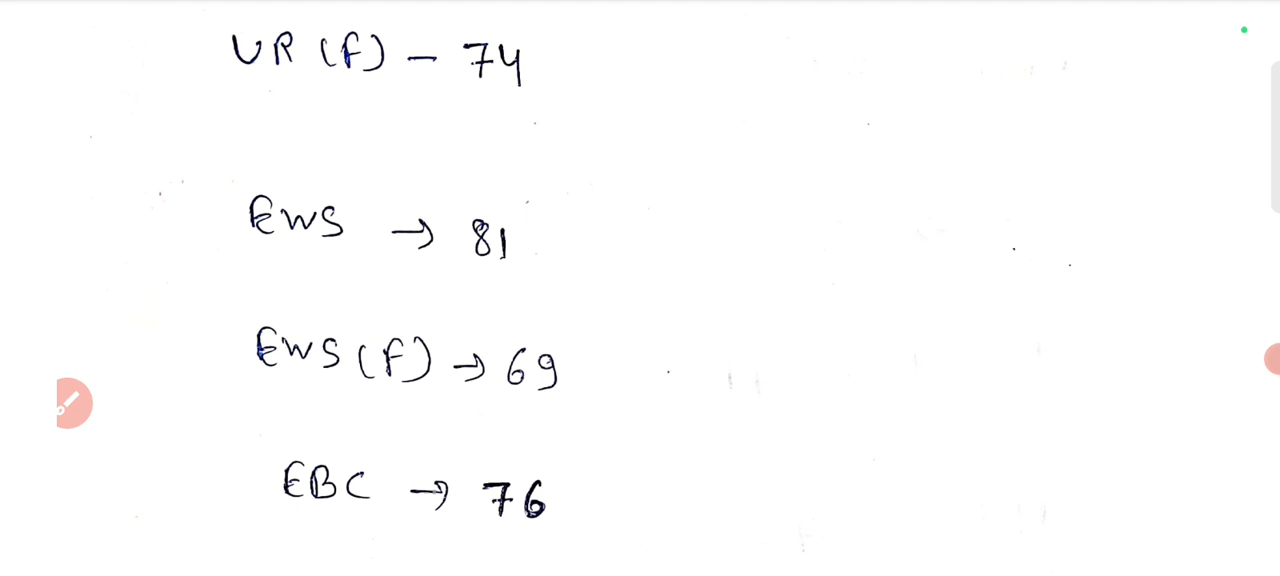 UR (f) - 74
EWS → 81
EWS (F) → 69
EBC → 76